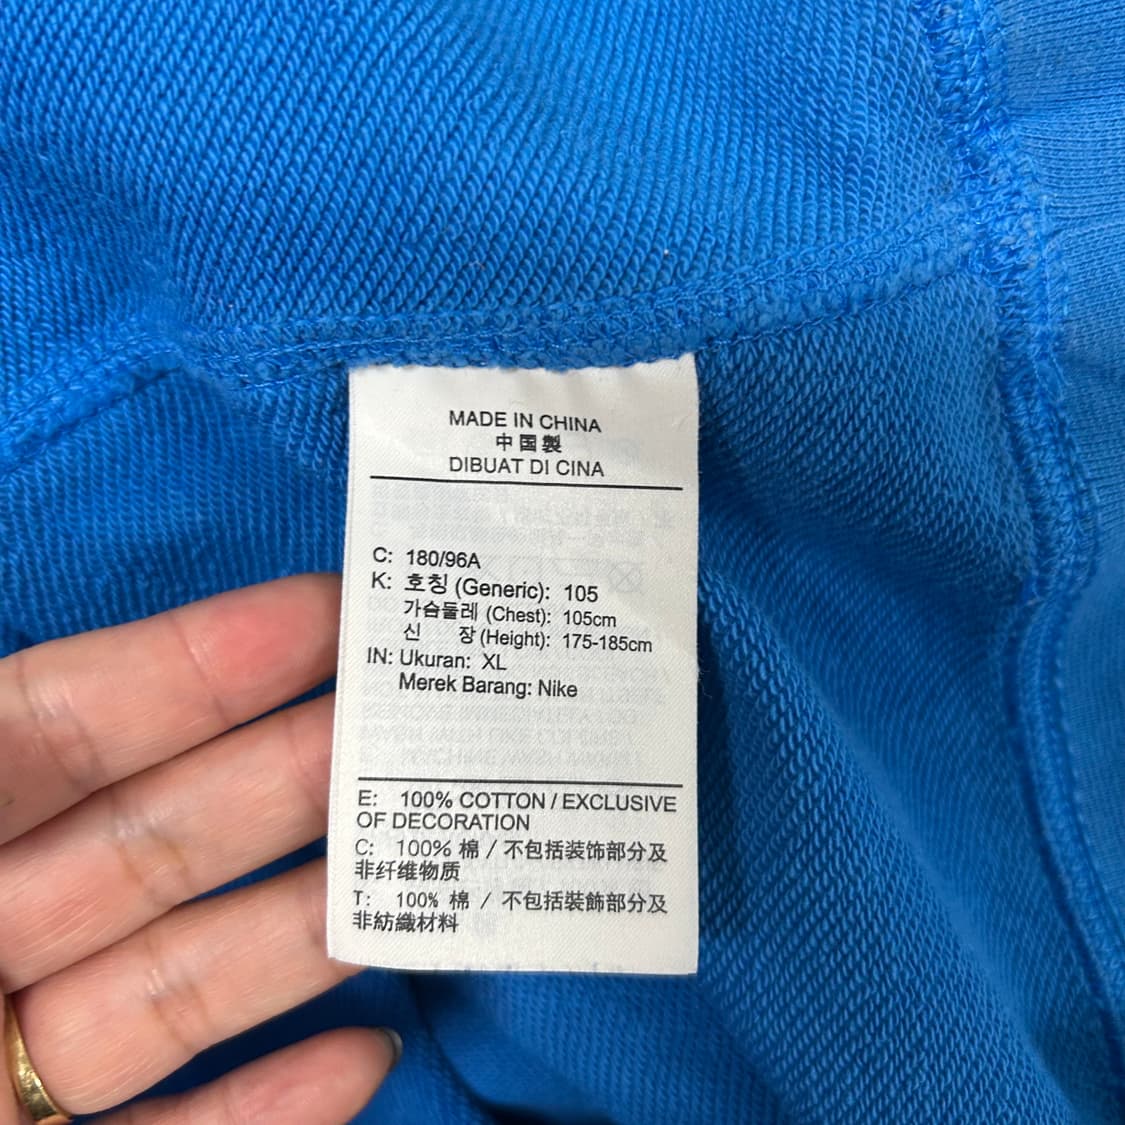 MADE IN CHINA
中国製
DIBUAT DI CINA
C: 180/96A
K: 호칭 (Generic): 105
가슴둘레 (Chest): 105cm
신 장 (Height): 175-185cm
IN: Ukuran: XL
Merek Barang: Nike
E: 100% COTTON / EXCLUSIVE
OF DECORATION
C: 100% 棉 / 不包括装饰部分及
非纤维物质
T: 100% 棉 / 不包括裝飾部分及
非紡織材料